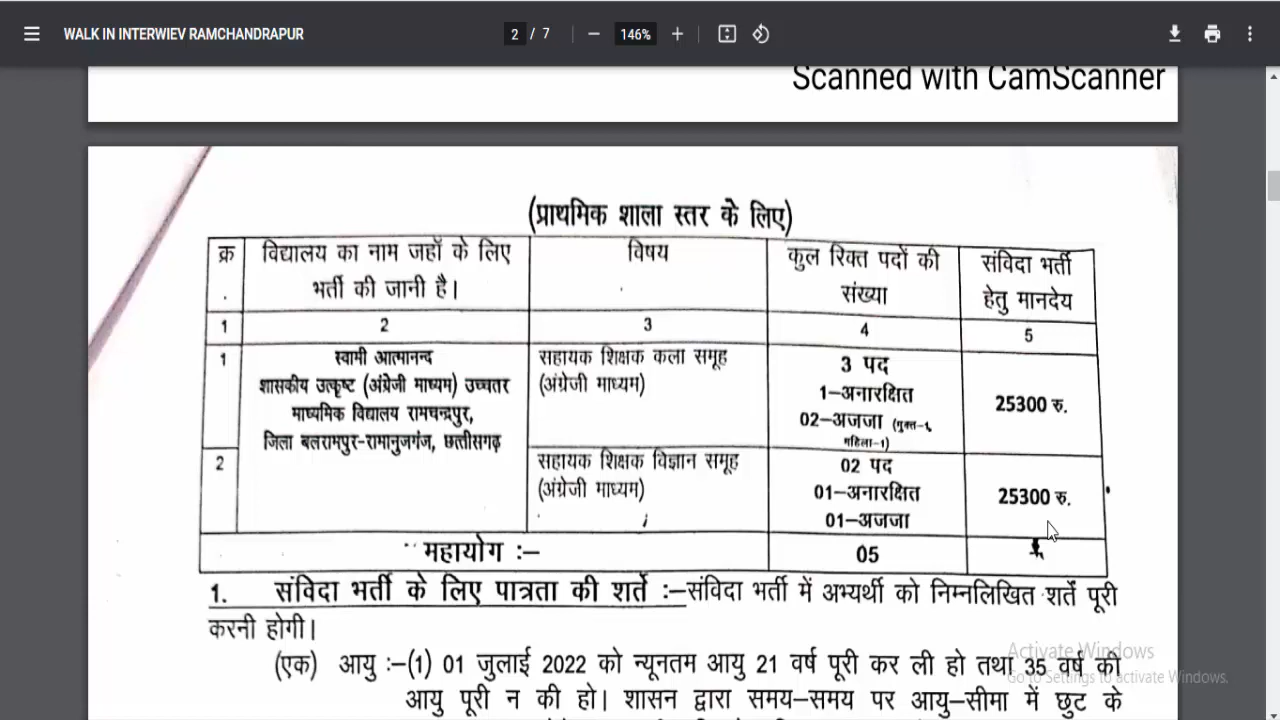 WALK IN INTERWIEV RAMCHANDRAPUR
2 / 7
146%
Scanned with CamScanner
(प्राथमिक शाला स्तर के लिए)
क्र
.
विद्यालय का नाम जहॉ के लिए
भर्ती की जानी है।
विषय
कुल रिक्त पदों की
संख्या
संविदा भर्ती
हेतु मानदेय
1 2 3 4 5
1
स्वामी आत्मानन्द
शासकीय उत्कृष्ट (अंग्रेजी माध्यम) उच्चतर
माध्यमिक विद्यालय रामचन्द्रपुर,
जिला बलरामपुर-रामानुजगंज, छत्तीसगढ़
सहायक शिक्षक कला समूह
(अंग्रेजी माध्यम)
3 पद
1-अनारक्षित
02-अजजा (मुक्त-1,
महिला-1)
25300 रु.
2
सहायक शिक्षक विज्ञान समूह
(अंग्रेजी माध्यम)
02 पद
01-अनारक्षित
01-अजजा
25300 रु.
महायोग :- 05
1. संविदा भर्ती के लिए पात्रता की शर्ते :-संविदा भर्ती में अभ्यर्थी को निम्नलिखित शर्तें पूरी
करनी होगी।
(एक) आयु :-(1) 01 जुलाई 2022 को न्यूनतम आयु 21 वर्ष पूरी कर ली हो तथा 35 वर्ष की
आयु पूरी न की हो। शासन द्वारा समय-समय पर आयु-सीमा में छुट के
Activate Windows
Go to Settings to activate Windows.